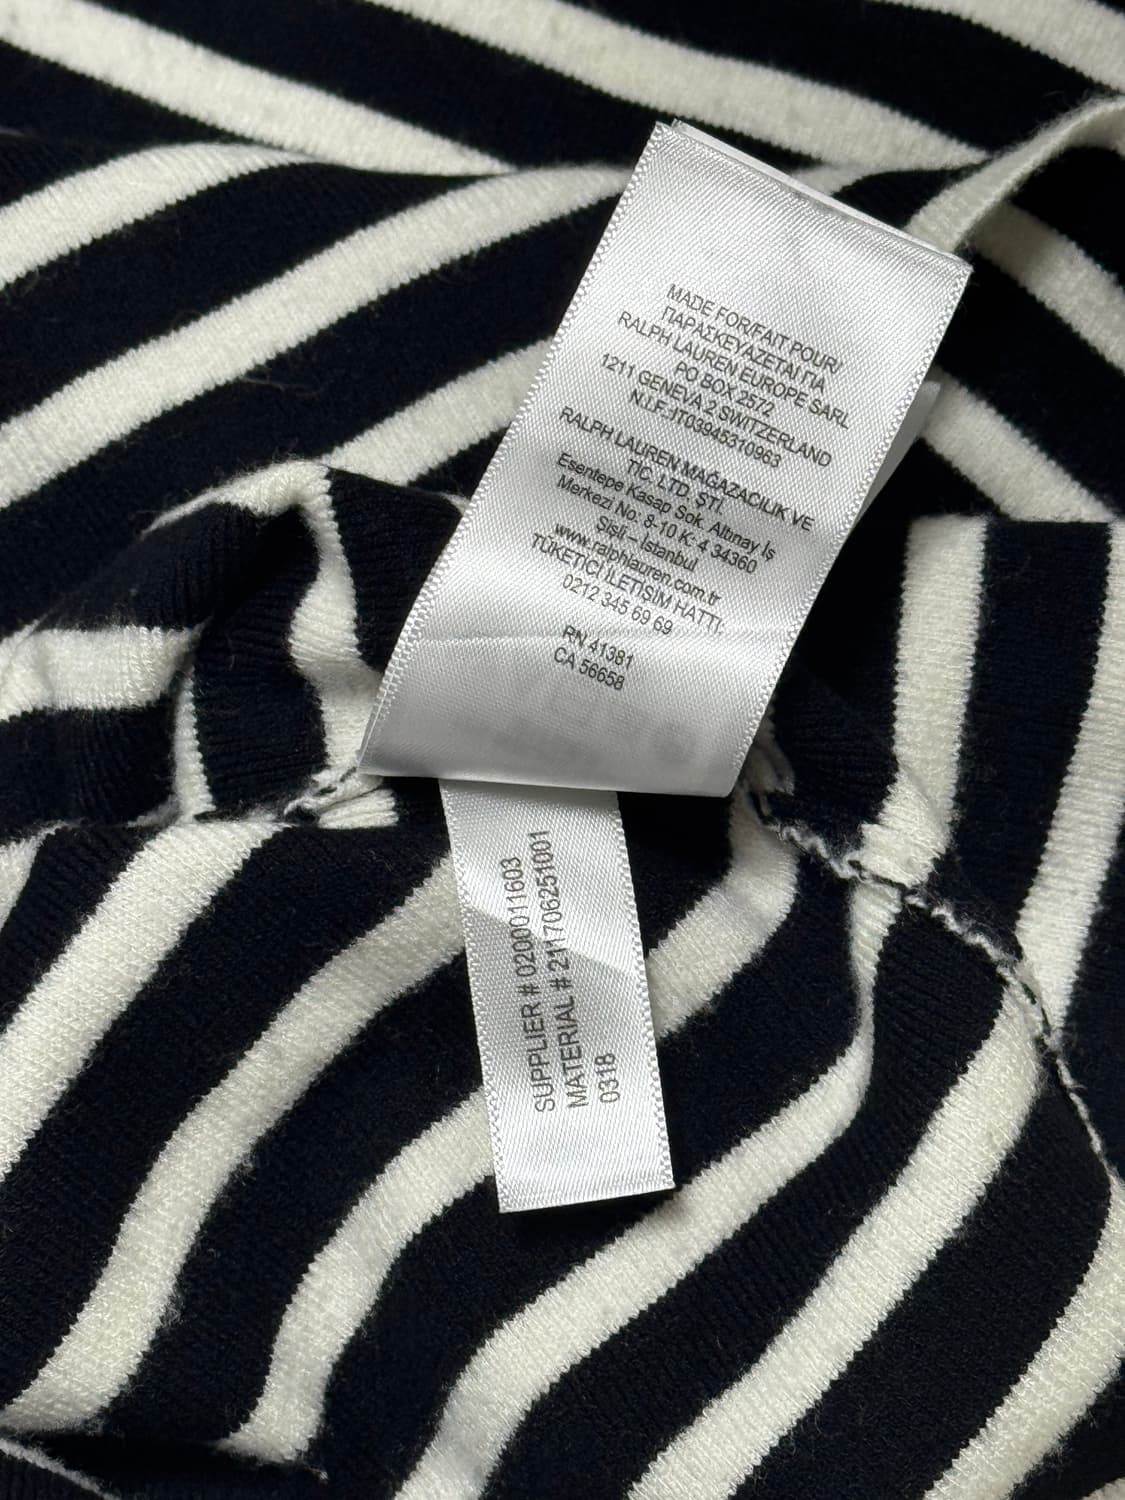 MADE FOR/FAIT POUR/
ΠΑΡΑΣΚΕΥΑΖΕΤΑΙ ΓΙΑ
RALPH LAUREN EUROPE SARL
PO BOX 2572
1211 GENEVA 2 SWITZERLAND
N.I.F.:IT03945310963
RALPH LAUREN MAĞAZACILIK VE
TİC. LTD. ŞTİ.
Esentepe Kasap Sok. Altınay İş
Merkezi No: 8-10 K: 4 34360
Şişli – İstanbul
www.ralphlauren.com.tr
TÜKETİCİ İLETİŞİM HATTI:
0212 345 69 69
RN 41381
CA 56658
SUPPLIER # 0200011603
MATERIAL # 211706251001
0318